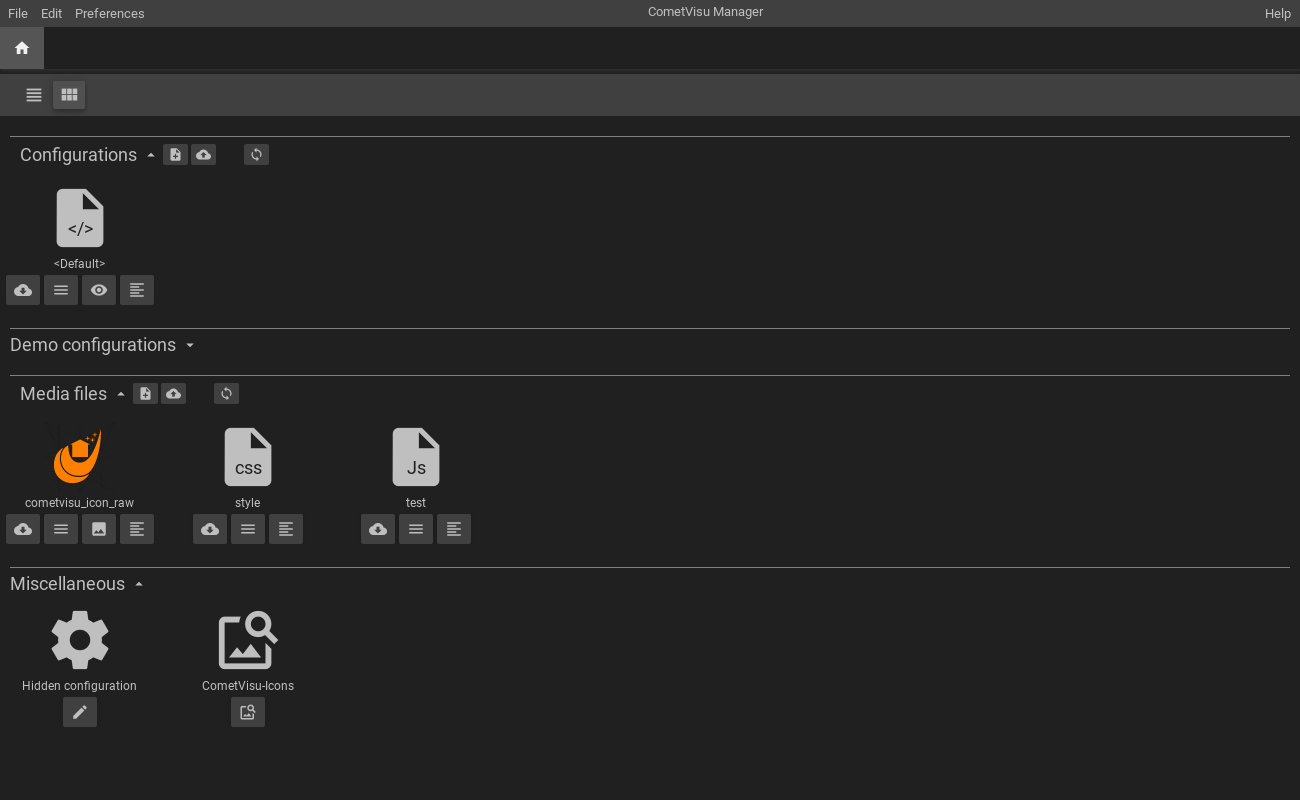 File Edit Preferences CometVisu Manager Help
Configurations
</>
<Default>
Demo configurations
Media files
css Js
cometvisu_icon_raw style test
Miscellaneous
Hidden configuration CometVisu-Icons